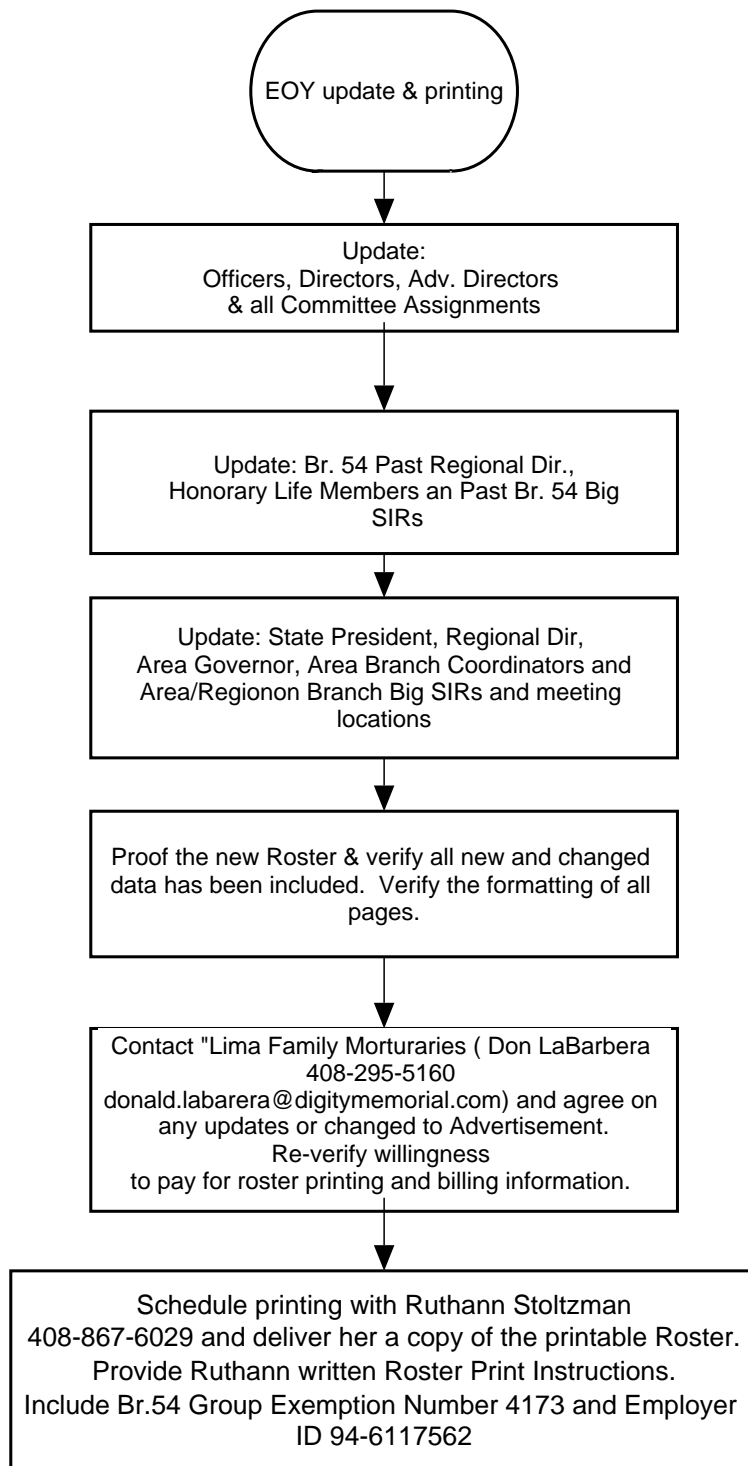 EOY update & printing
Update:
Officers, Directors, Adv. Directors
& all Committee Assignments
Update: Br. 54 Past Regional Dir.,
Honorary Life Members an Past Br. 54 Big
SIRs
Update: State President, Regional Dir,
Area Governor, Area Branch Coordinators and
Area/Regionon Branch Big SIRs and meeting
locations
Proof the new Roster & verify all new and changed
data has been included.  Verify the formatting of all
pages.
Contact "Lima Family Morturaries ( Don LaBarbera
408-295-5160
donald.labarera@digitymemorial.com) and agree on
any updates or changed to Advertisement.
Re-verify willingness
to pay for roster printing and billing information.
Schedule printing with Ruthann Stoltzman
408-867-6029 and deliver her a copy of the printable Roster.
Provide Ruthann written Roster Print Instructions.
Include Br.54 Group Exemption Number 4173 and Employer
ID 94-6117562